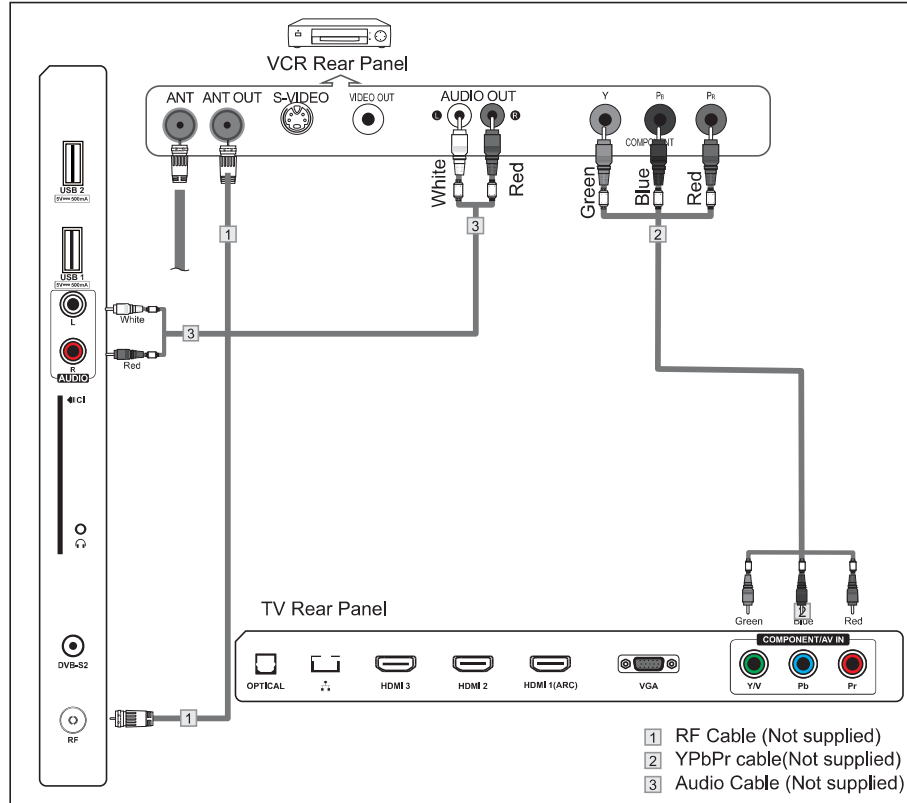 VCR Rear Panel
ANT ANT OUT S-VIDEO VIDEO OUT AUDIO OUT Y PB PR
L R
COMPONENT
White Red
Green Blue Red
USB 2
5V⎓500mA
1
3
2
USB 1
5V⎓500mA
L
White
3
R
Red
AUDIO
CI
TV Rear Panel
Green Blue Red
2
COMPONENT/AV IN
DVB-S2
OPTICAL HDMI 3 HDMI 2 HDMI 1(ARC) VGA Y/V Pb Pr
RF
1
1 RF Cable (Not supplied)
2 YPbPr cable(Not supplied)
3 Audio Cable (Not supplied)